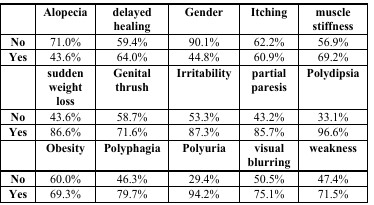 Alopecia delayed healing Gender Itching muscle stiffness
No 71.0% 59.4% 90.1% 62.2% 56.9%
Yes 43.6% 64.0% 44.8% 60.9% 69.2%
sudden weight loss Genital thrush Irritability partial paresis Polydipsia
No 43.6% 58.7% 53.3% 43.2% 33.1%
Yes 86.6% 71.6% 87.3% 85.7% 96.6%
Obesity Polyphagia Polyuria visual blurring weakness
No 60.0% 46.3% 29.4% 50.5% 47.4%
Yes 69.3% 79.7% 94.2% 75.1% 71.5%